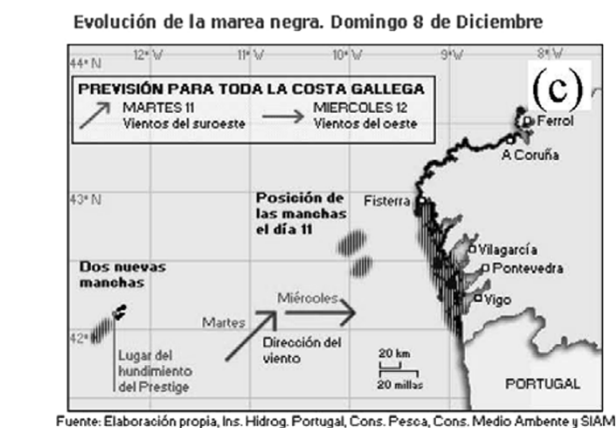 Evolución de la marea negra. Domingo 8 de Diciembre
12° W
11° W
10° W
9° W
8° W
44° N
PREVISIÓN PARA TODA LA COSTA GALLEGA
MARTES 11
Vientos del suroeste
MIERCOLES 12
Vientos del oeste
(c)
Ferrol
A Coruña
43° N
Posición de
las manchas
el día 11
Fisterra
Vilagarcía
Pontevedra
Vigo
Dos nuevas
manchas
Miércoles
Martes
42°
Dirección del
viento
Lugar del
hundimiento
del Prestige
20 km
20 millas
PORTUGAL
Fuente: Elaboración propia, Ins. Hidrog. Portugal, Cons. Pesca, Cons. Medio Ambente y SIAM